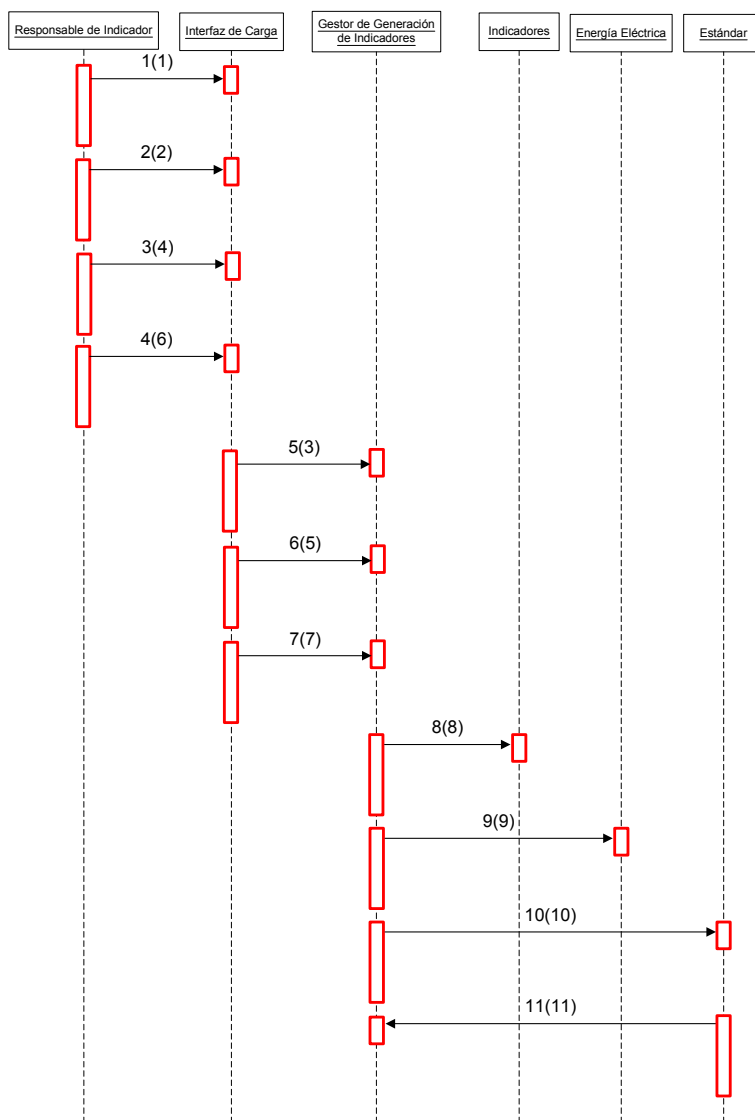 Responsable de Indicador
Interfaz de Carga
Gestor de Generación
de Indicadores
Indicadores
Energía Eléctrica
Estándar
1(1)
2(2)
3(4)
4(6)
5(3)
6(5)
7(7)
8(8)
9(9)
10(10)
11(11)